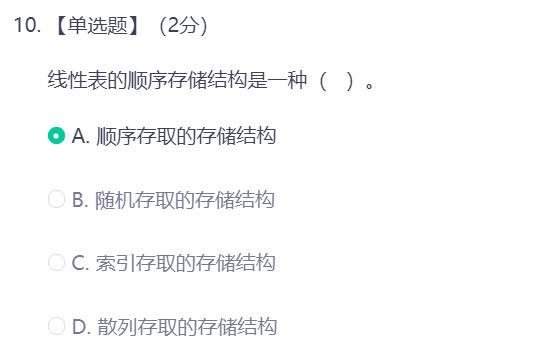 10. 【单选题】（2分）
线性表的顺序存储结构是一种（　）。
A. 顺序存取的存储结构
B. 随机存取的存储结构
C. 索引存取的存储结构
D. 散列存取的存储结构